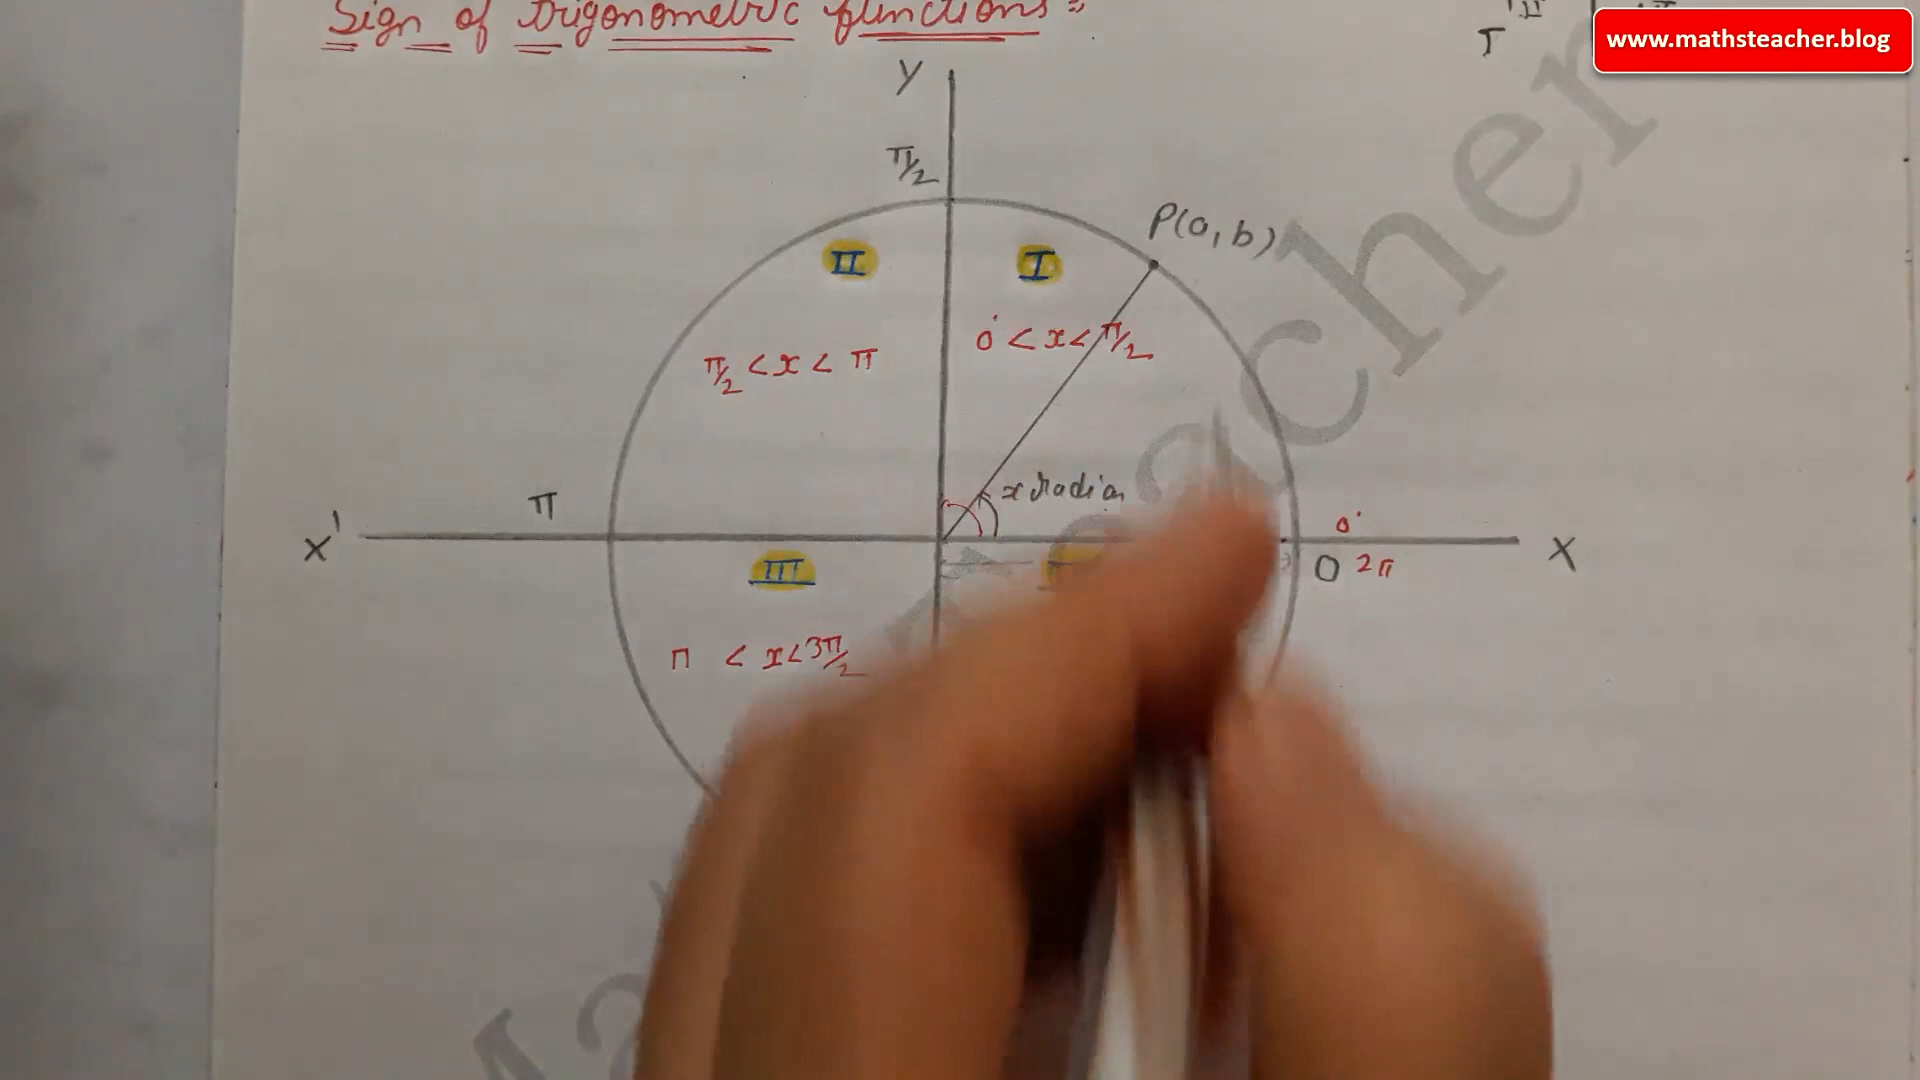 Sign of trigonometric functions:
www.mathsteacher.blog
Y
π/2
P(a, b)
II
I
0° < x < π/2
π/2 < x < π
x radian
π
0°
X'
X
III
0 2π
π < x < 3π/2